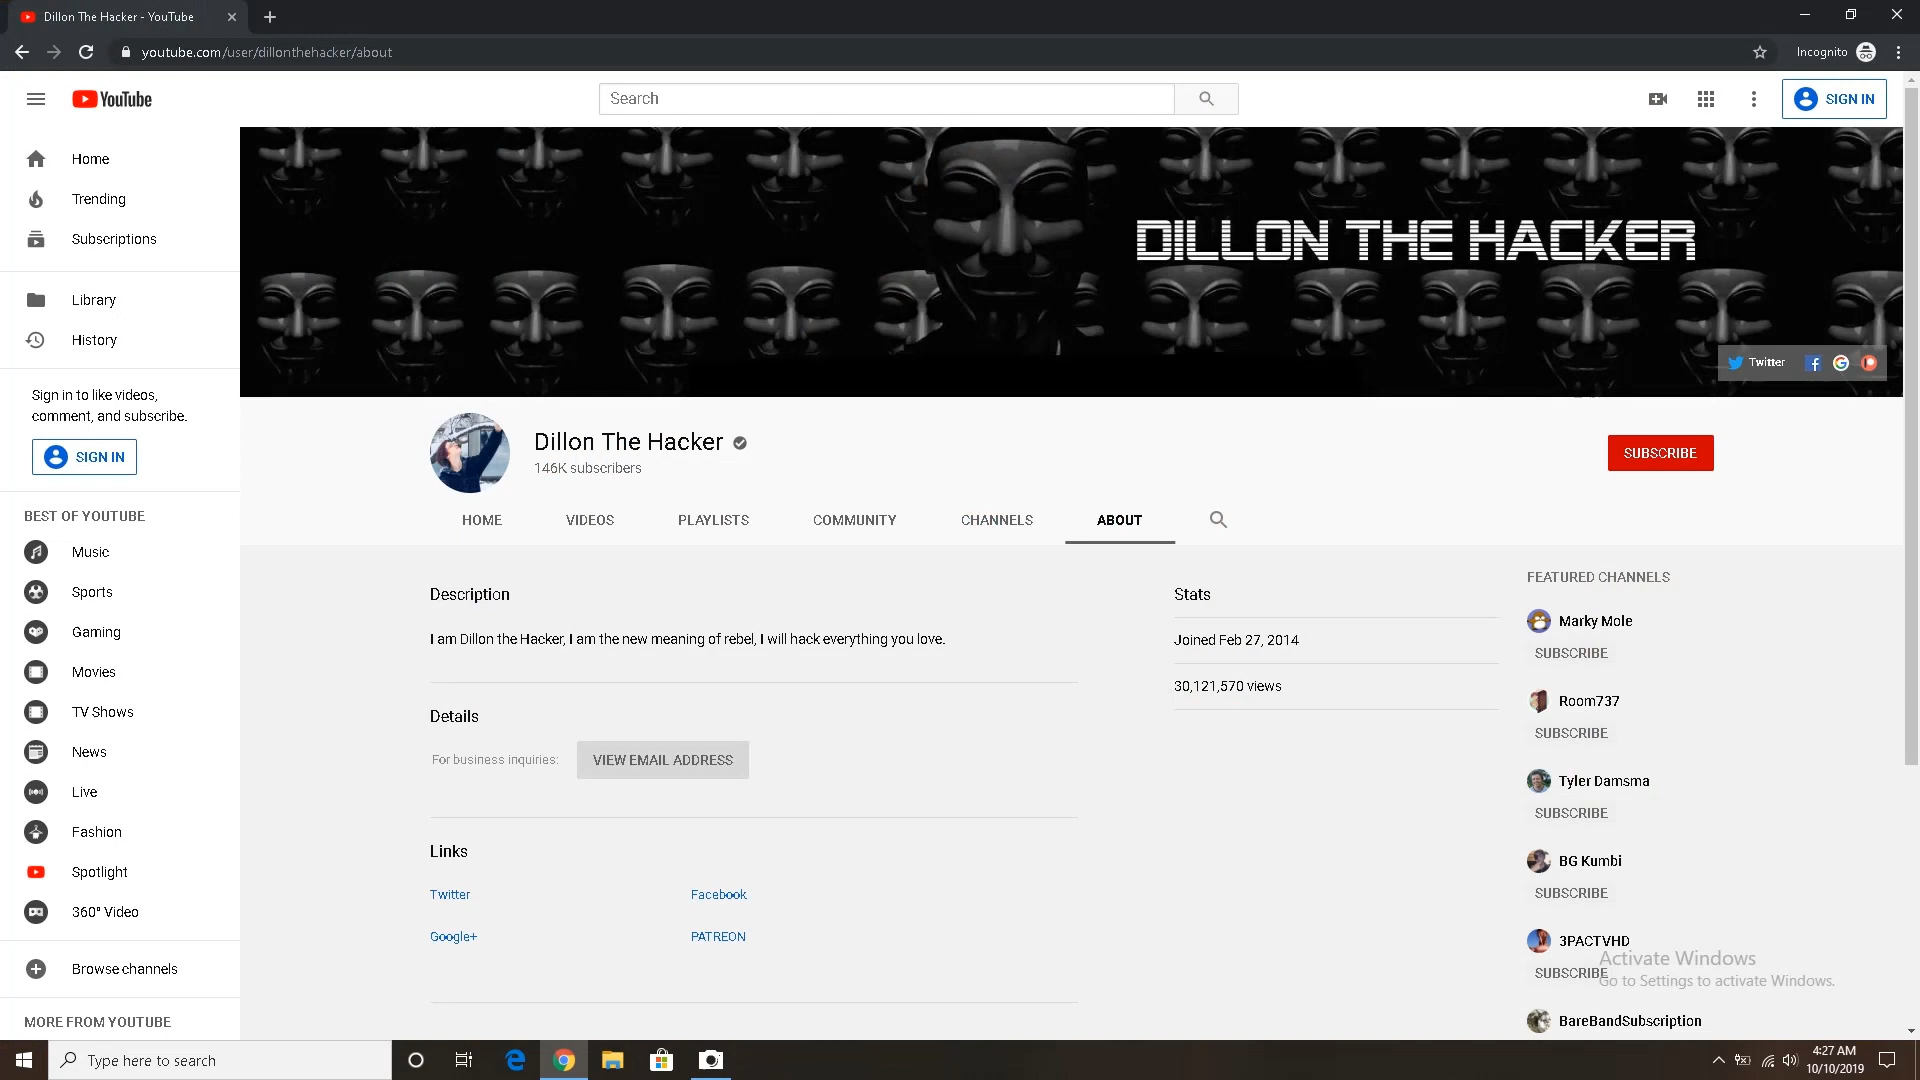 Dillon The Hacker - YouTube
youtube.com/user/dillonthehacker/about
Incognito
YouTube
Search
SIGN IN
Home
Trending
Subscriptions
Library
History
Sign in to like videos,
comment, and subscribe.
SIGN IN
BEST OF YOUTUBE
Music
Sports
Gaming
Movies
TV Shows
News
Live
Fashion
Spotlight
360° Video
Browse channels
MORE FROM YOUTUBE
DILLON THE HACKER
Twitter
Dillon The Hacker
146K subscribers
SUBSCRIBE
HOME VIDEOS PLAYLISTS COMMUNITY CHANNELS ABOUT
Description
I am Dillon the Hacker, I am the new meaning of rebel, I will hack everything you love.
Details
For business inquiries: VIEW EMAIL ADDRESS
Links
Twitter Facebook
Google+ PATREON
Stats
Joined Feb 27, 2014
30,121,570 views
FEATURED CHANNELS
Marky Mole
SUBSCRIBE
Room737
SUBSCRIBE
Tyler Damsma
SUBSCRIBE
BG Kumbi
SUBSCRIBE
3PACTVHD
SUBSCRIBE
BareBandSubscription
Activate Windows
Go to Settings to activate Windows.
Type here to search
4:27 AM
10/10/2019